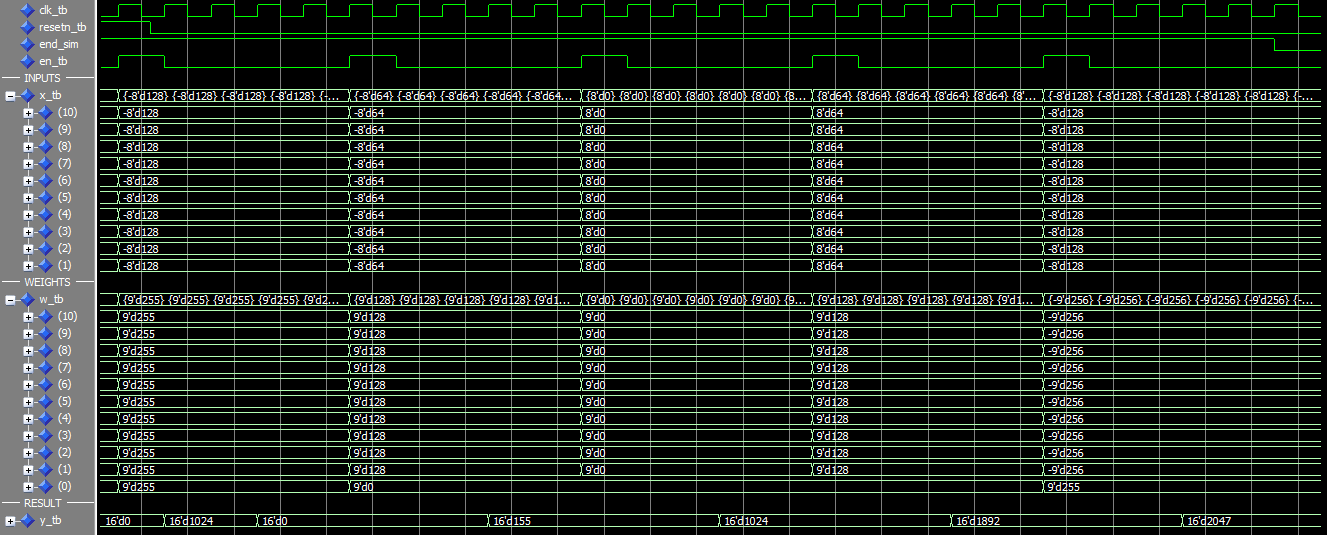 clk_tb
resetn_tb
end_sim
en_tb
INPUTS
x_tb {-8'd128} {-8'd128} {-8'd128} {-8'd128} {-... {-8'd64} {-8'd64} {-8'd64} {-8'd64} {-8'd64... {8'd0} {8'd0} {8'd0} {8'd0} {8'd0} {8'd0} {8... {8'd64} {8'd64} {8'd64} {8'd64} {8'd64} {8'... {-8'd128} {-8'd128} {-8'd128} {-8'd128} {-...
(10) -8'd128 -8'd64 8'd0 8'd64 -8'd128
(9) -8'd128 -8'd64 8'd0 8'd64 -8'd128
(8) -8'd128 -8'd64 8'd0 8'd64 -8'd128
(7) -8'd128 -8'd64 8'd0 8'd64 -8'd128
(6) -8'd128 -8'd64 8'd0 8'd64 -8'd128
(5) -8'd128 -8'd64 8'd0 8'd64 -8'd128
(4) -8'd128 -8'd64 8'd0 8'd64 -8'd128
(3) -8'd128 -8'd64 8'd0 8'd64 -8'd128
(2) -8'd128 -8'd64 8'd0 8'd64 -8'd128
(1) -8'd128 -8'd64 8'd0 8'd64 -8'd128
WEIGHTS
w_tb {9'd255} {9'd255} {9'd255} {9'd255} {9'd2... {9'd128} {9'd128} {9'd128} {9'd128} {9'd1... {9'd0} {9'd0} {9'd0} {9'd0} {9'd0} {9'd0} {9... {9'd128} {9'd128} {9'd128} {9'd128} {9'd1... {-9'd256} {-9'd256} {-9'd256} {-9'd256} {-...
(10) 9'd255 9'd128 9'd0 9'd128 -9'd256
(9) 9'd255 9'd128 9'd0 9'd128 -9'd256
(8) 9'd255 9'd128 9'd0 9'd128 -9'd256
(7) 9'd255 9'd128 9'd0 9'd128 -9'd256
(6) 9'd255 9'd128 9'd0 9'd128 -9'd256
(5) 9'd255 9'd128 9'd0 9'd128 -9'd256
(4) 9'd255 9'd128 9'd0 9'd128 -9'd256
(3) 9'd255 9'd128 9'd0 9'd128 -9'd256
(2) 9'd255 9'd128 9'd0 9'd128 -9'd256
(1) 9'd255 9'd128 9'd0 9'd128 -9'd256
(0) 9'd255 9'd0 9'd255
RESULT
y_tb 16'd0 16'd1024 16'd0 16'd155 16'd1024 16'd1892 16'd2047